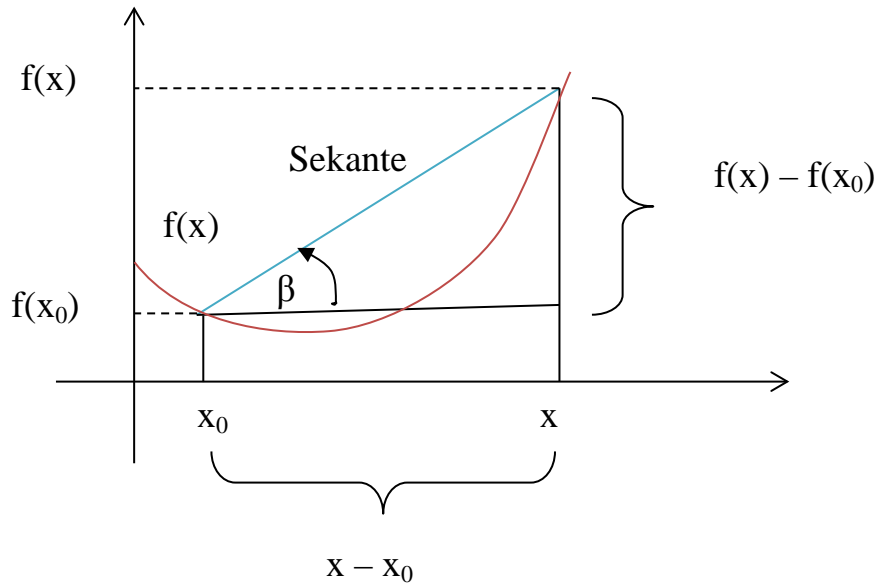 f(x)
Sekante
f(x) – f(x₀)
f(x)
β
f(x₀)
x₀
x
x – x₀